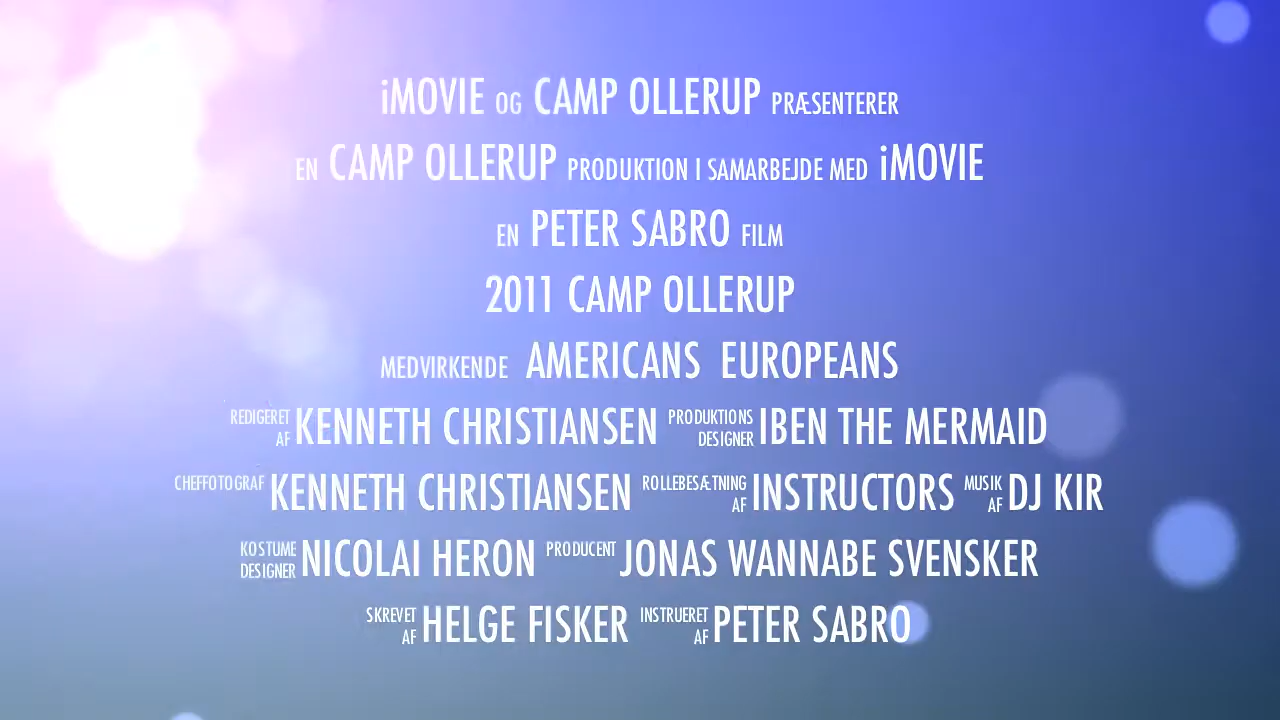 iMOVIE OG CAMP OLLERUP PRÆSENTERER
EN CAMP OLLERUP PRODUKTION I SAMARBEJDE MED iMOVIE
EN PETER SABRO FILM
2011 CAMP OLLERUP
MEDVIRKENDE AMERICANS EUROPEANS
REDIGERET AF KENNETH CHRISTIANSEN PRODUKTIONS DESIGNER IBEN THE MERMAID
CHEFFOTOGRAF KENNETH CHRISTIANSEN ROLLEBESÆTNING AF INSTRUCTORS MUSIK AF DJ KIR
KOSTUME DESIGNER NICOLAI HERON PRODUCENT JONAS WANNABE SVENSKER
SKREVET AF HELGE FISKER INSTRUERET AF PETER SABRO